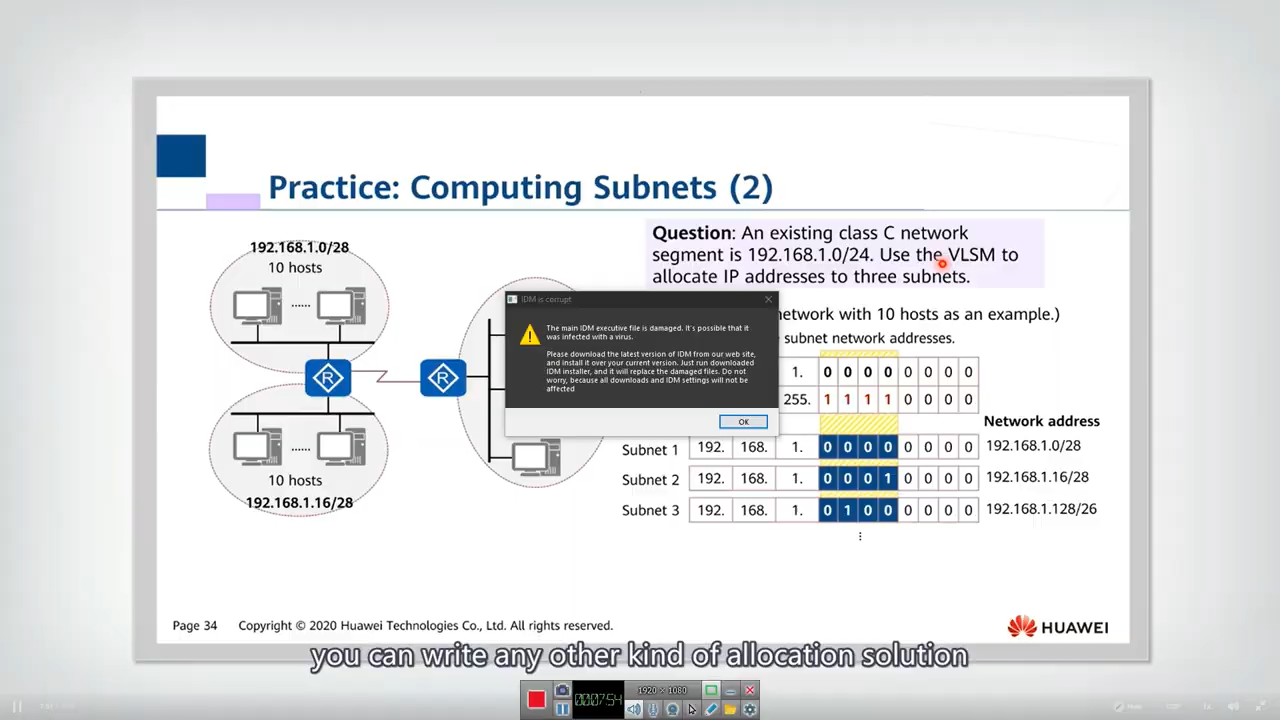 Practice: Computing Subnets (2)
192.168.1.0/28
10 hosts
R
R
10 hosts
192.168.1.16/28
Question: An existing class C network
segment is 192.168.1.0/24. Use the VLSM to
allocate IP addresses to three subnets.
network with 10 hosts as an example.)
subnet network addresses.
1. 0 0 0 0 0 0 0 0
255. 1 1 1 1 0 0 0 0
Network address
Subnet 1 192. 168. 1. 0 0 0 0 0 0 0 0 192.168.1.0/28
Subnet 2 192. 168. 1. 0 0 0 1 0 0 0 0 192.168.1.16/28
Subnet 3 192. 168. 1. 0 1 0 0 0 0 0 0 192.168.1.128/26
IDM is corrupt
The main IDM executive file is damaged. It's possible that it
was infected with a virus.
Please download the latest version of IDM from our web site,
and install it over your current version. Just run downloaded
IDM installer, and it will replace the damaged files. Do not
worry, because all downloads and IDM settings will not be
affected
OK
Page 34 Copyright © 2020 Huawei Technologies Co., Ltd. All rights reserved.
HUAWEI
you can write any other kind of allocation solution
1920 × 1080
00:07:54